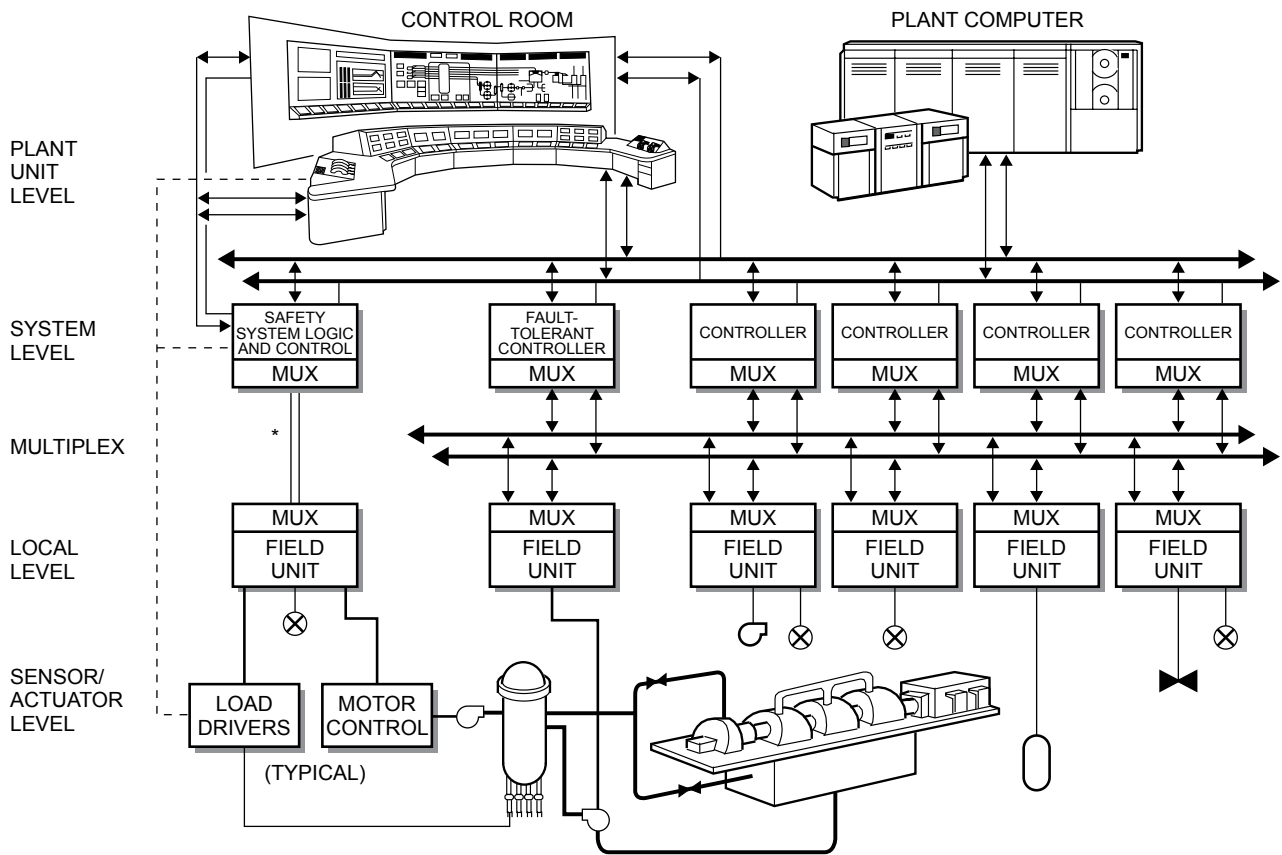 CONTROL ROOM
PLANT COMPUTER
PLANT
UNIT
LEVEL
SYSTEM
LEVEL
SAFETY
SYSTEM LOGIC
AND CONTROL
MUX
FAULT-
TOLERANT
CONTROLLER
MUX
CONTROLLER
MUX
CONTROLLER
MUX
CONTROLLER
MUX
CONTROLLER
MUX
MULTIPLEX
*
LOCAL
LEVEL
MUX
FIELD
UNIT
MUX
FIELD
UNIT
MUX
FIELD
UNIT
MUX
FIELD
UNIT
MUX
FIELD
UNIT
MUX
FIELD
UNIT
SENSOR/
ACTUATOR
LEVEL
LOAD
DRIVERS
MOTOR
CONTROL
(TYPICAL)